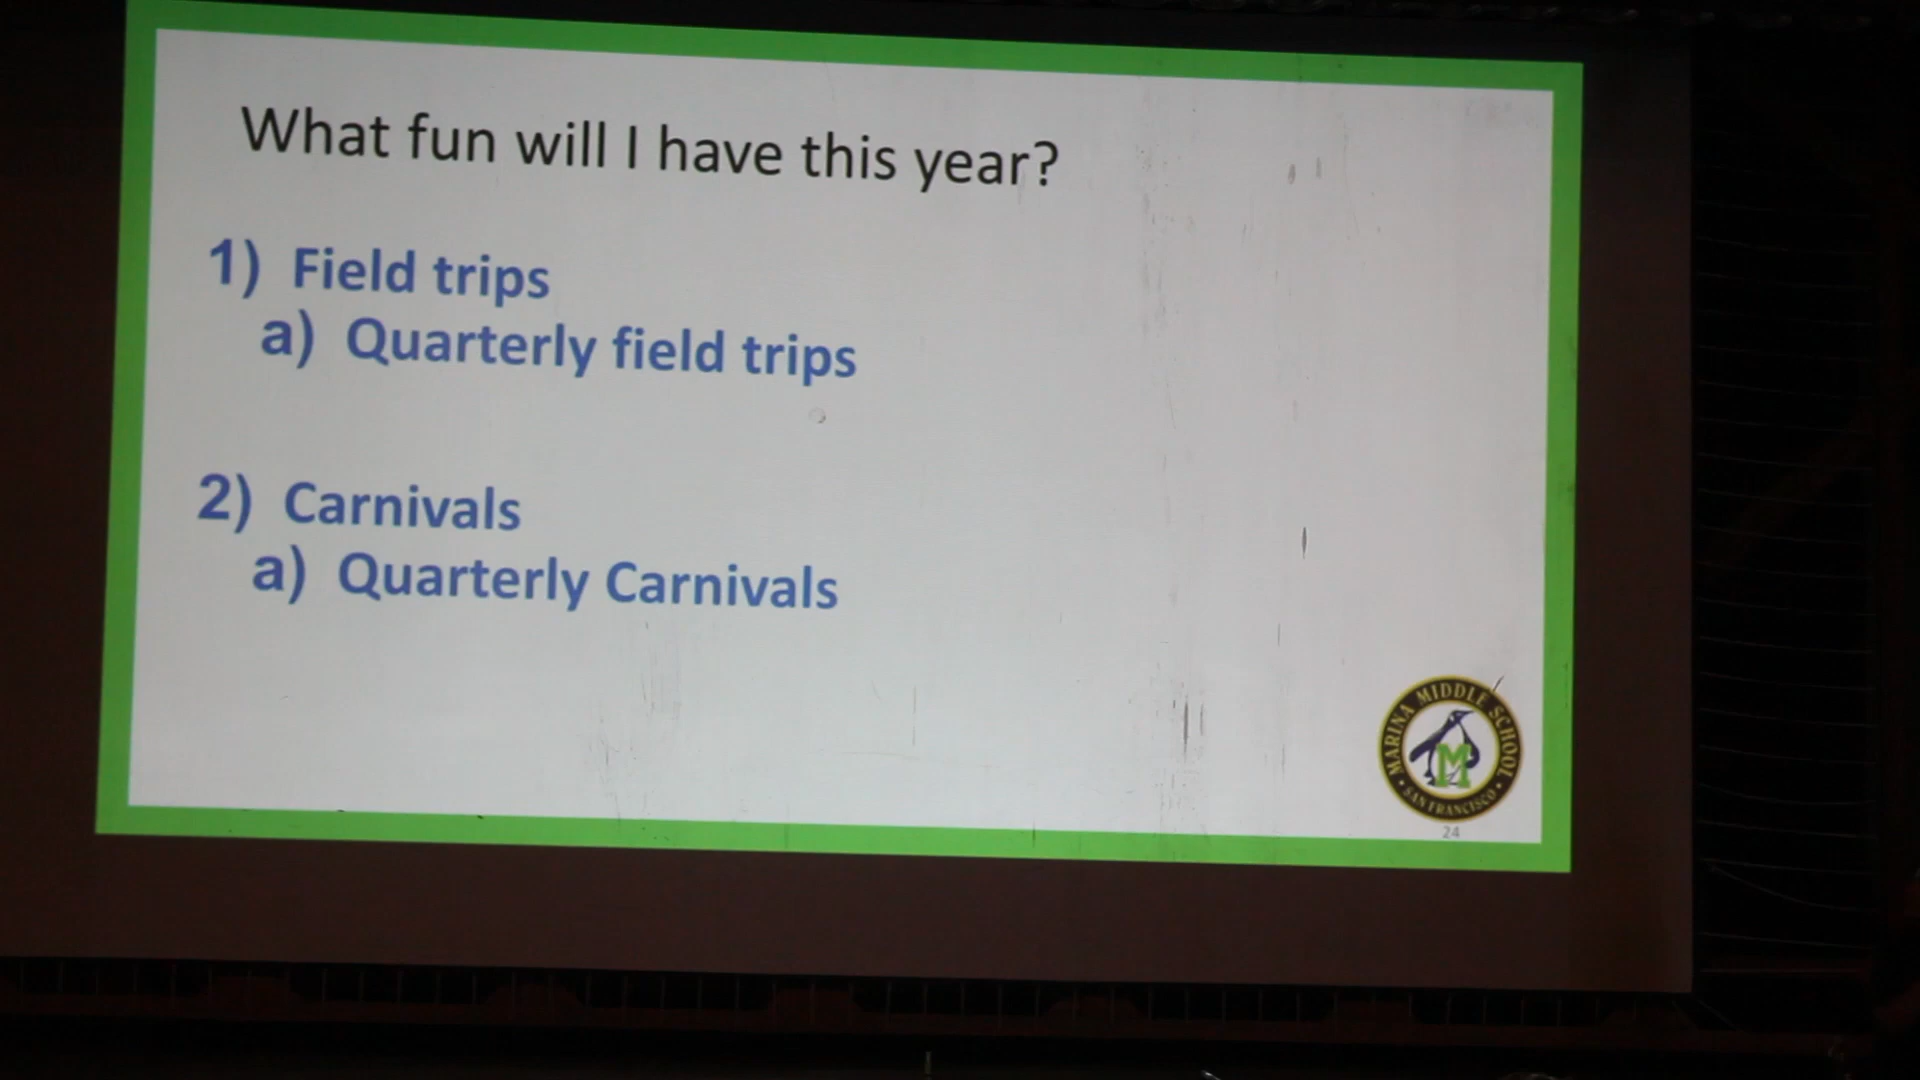 What fun will I have this year?
1) Field trips
a) Quarterly field trips
2) Carnivals
a) Quarterly Carnivals
MARINA MIDDLE SCHOOL
M
• SAN FRANCISCO •
24